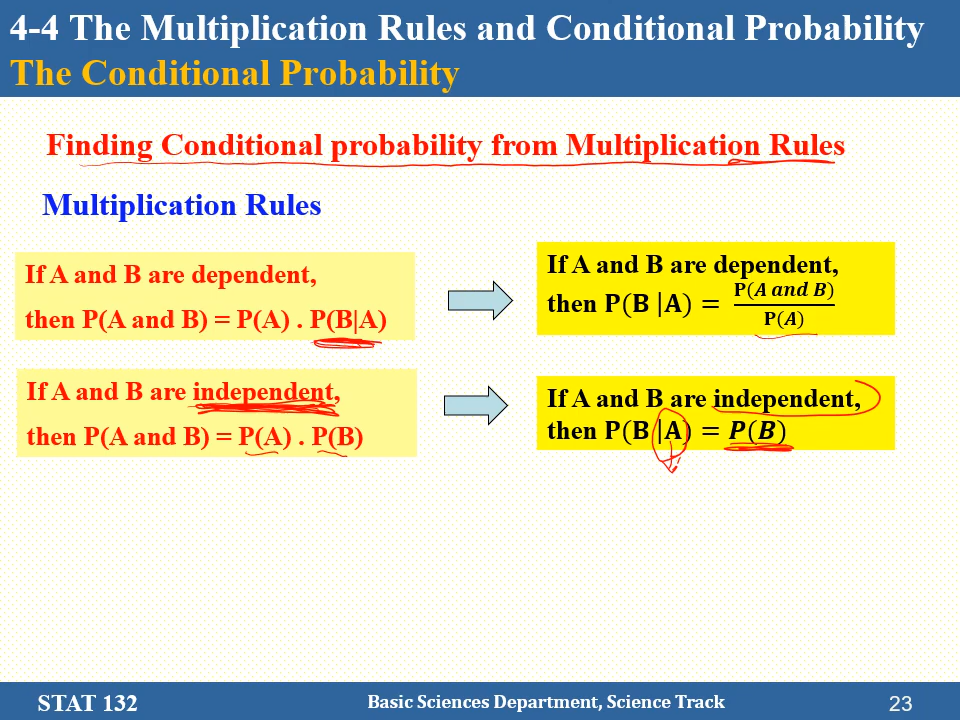 4-4 The Multiplication Rules and Conditional Probability
The Conditional Probability
Finding Conditional probability from Multiplication Rules
Multiplication Rules
If A and B are dependent,
then P(A and B) = P(A) . P(B|A)
If A and B are dependent,
then P(B |A) = P(A and B) / P(A)
If A and B are independent,
then P(A and B) = P(A) . P(B)
If A and B are independent,
then P(B |A) = P(B)
STAT 132
Basic Sciences Department, Science Track
23